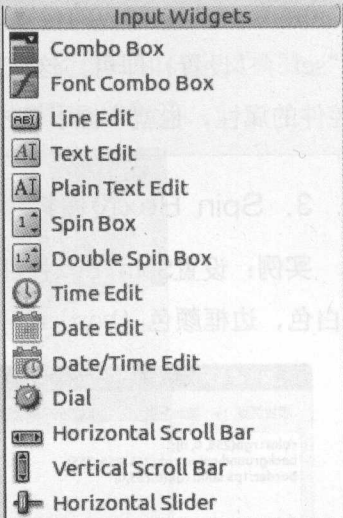 Input Widgets
Combo Box
Font Combo Box
Line Edit
Text Edit
Plain Text Edit
Spin Box
Double Spin Box
Time Edit
Date Edit
Date/Time Edit
Dial
Horizontal Scroll Bar
Vertical Scroll Bar
Horizontal Slider